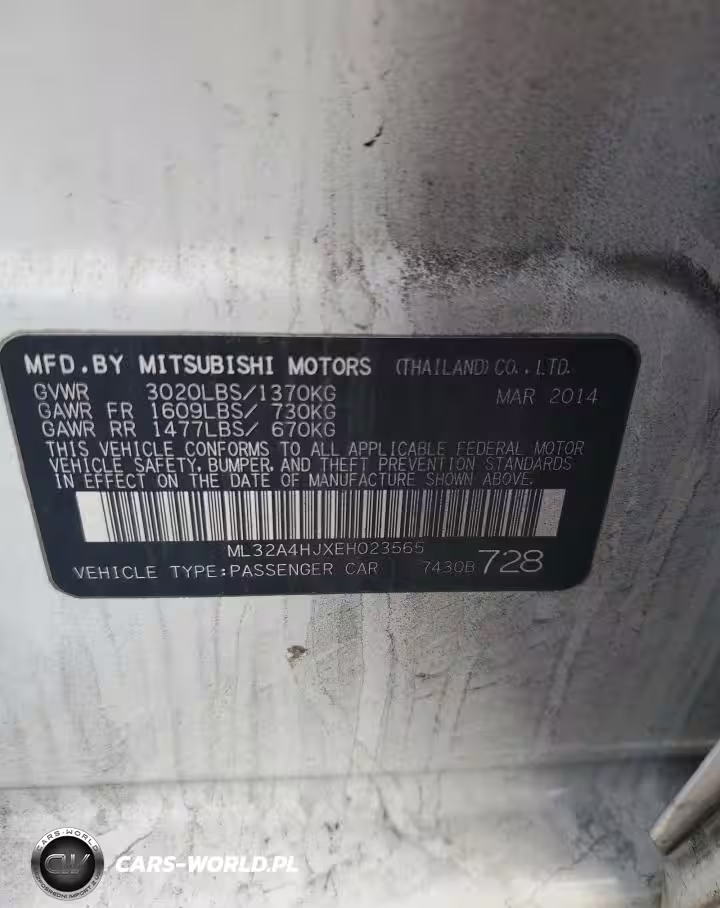 MFD.BY MITSUBISHI MOTORS (THAILAND)CO.,LTD.
GVWR 3020LBS/1370KG MAR 2014
GAWR FR 1609LBS/ 730KG
GAWR RR 1477LBS/ 670KG
THIS VEHICLE CONFORMS TO ALL APPLICABLE FEDERAL MOTOR
VEHICLE SAFETY, BUMPER, AND THEFT PREVENTION STANDARDS
IN EFFECT ON THE DATE OF MANUFACTURE SHOWN ABOVE.
ML32A4HJXEH023565
VEHICLE TYPE:PASSENGER CAR 7430B 728
CARS-WORLD
CARS-WORLD.PL